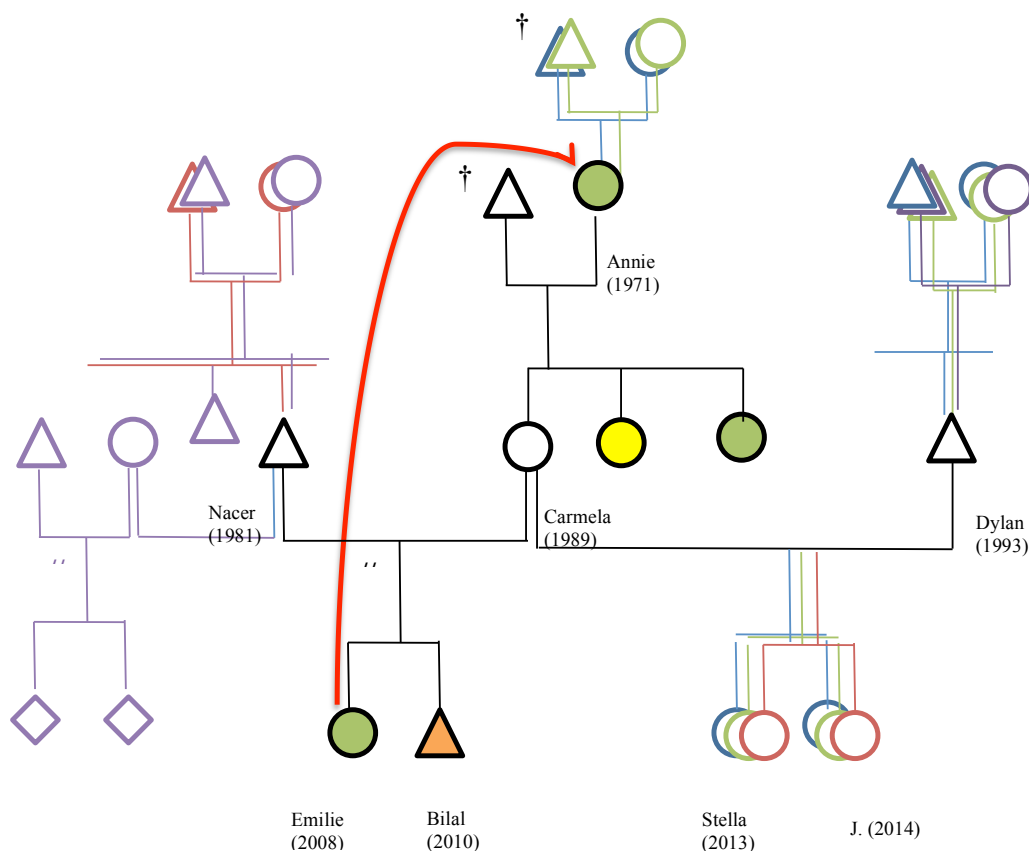 †
†
Annie
(1971)
Nacer
(1981)
Carmela
(1989)
Dylan
(1993)
′′
′′
Emilie
(2008)
Bilal
(2010)
Stella
(2013)
J. (2014)